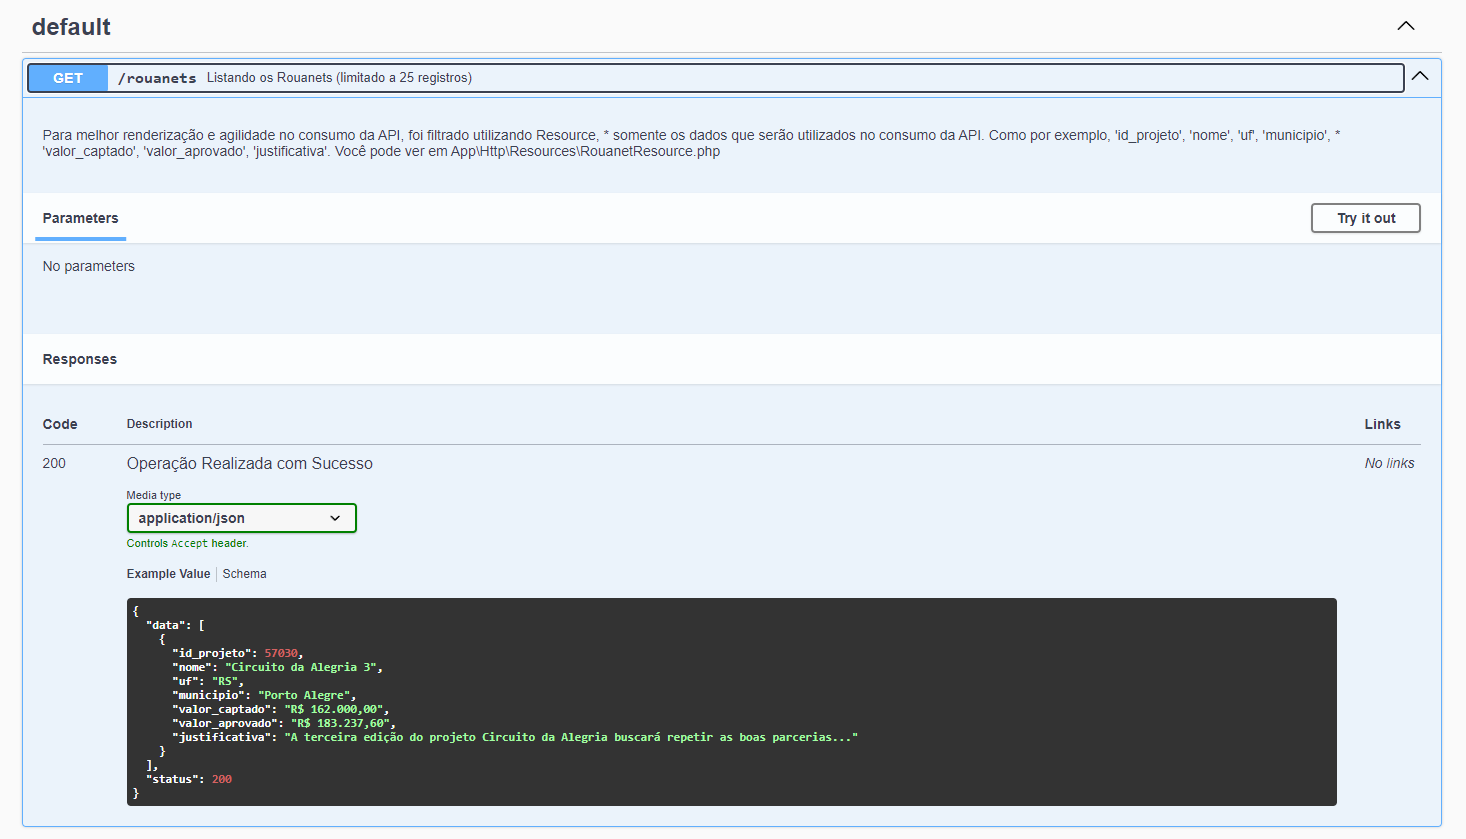 default
GET /rouanets Listando os Rouanets (limitado a 25 registros)
Para melhor renderização e agilidade no consumo da API, foi filtrado utilizando Resource, * somente os dados que serão utilizados no consumo da API. Como por exemplo, 'id_projeto', 'nome', 'uf', 'municipio', *
'valor_captado', 'valor_aprovado', 'justificativa'. Você pode ver em App\Http\Resources\RouanetResource.php
Parameters Try it out
No parameters
Responses
Code Description Links
200 Operação Realizada com Sucesso No links
Media type
application/json
Controls Accept header.
Example Value Schema
{
  "data": [
    {
      "id_projeto": 57030,
      "nome": "Circuito da Alegria 3",
      "uf": "RS",
      "municipio": "Porto Alegre",
      "valor_captado": "R$ 162.000,00",
      "valor_aprovado": "R$ 183.237,60",
      "justificativa": "A terceira edição do projeto Circuito da Alegria buscará repetir as boas parcerias..."
    }
  ],
  "status": 200
}